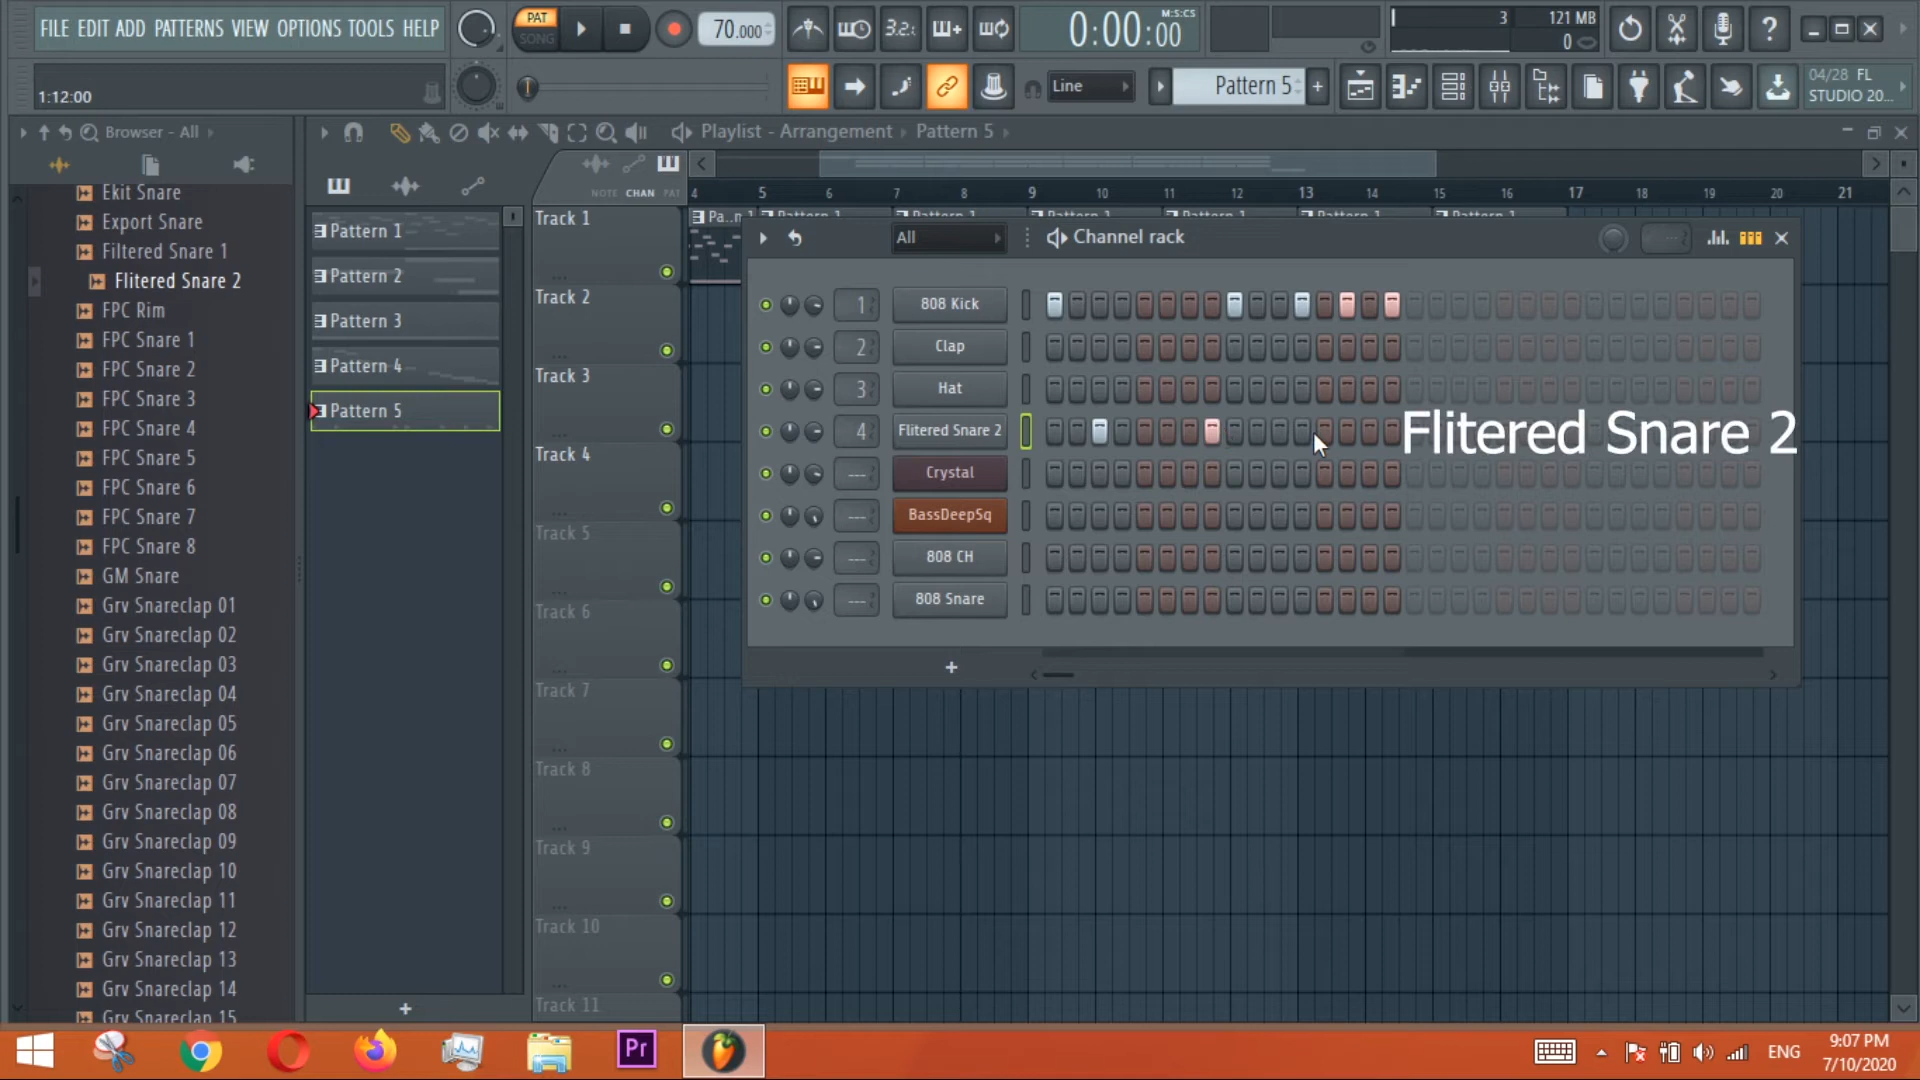 FILE EDIT ADD PATTERNS VIEW OPTIONS TOOLS HELP
PAT
SONG
70.000
3.2.
0:00:00
M:S:CS
3
121 MB
0
1:12:00
Line
Pattern 5
04/28 FL
STUDIO 20...
Browser - All
Playlist - Arrangement
Pattern 5
NOTE CHAN PAT
4 5 6 7 8 9 10 11 12 13 14 15 16 17 18 19 20 21
Ekit Snare
Export Snare
Filtered Snare 1
Flitered Snare 2
FPC Rim
FPC Snare 1
FPC Snare 2
FPC Snare 3
FPC Snare 4
FPC Snare 5
FPC Snare 6
FPC Snare 7
FPC Snare 8
GM Snare
Grv Snareclap 01
Grv Snareclap 02
Grv Snareclap 03
Grv Snareclap 04
Grv Snareclap 05
Grv Snareclap 06
Grv Snareclap 07
Grv Snareclap 08
Grv Snareclap 09
Grv Snareclap 10
Grv Snareclap 11
Grv Snareclap 12
Grv Snareclap 13
Grv Snareclap 14
Grv Snareclap 15
Pattern 1
Pattern 2
Pattern 3
Pattern 4
Pattern 5
Track 1
Track 2
Track 3
Track 4
Track 5
Track 6
Track 7
Track 8
Track 9
Track 10
Track 11
All
Channel rack
1 808 Kick
2 Clap
3 Hat
4 Flitered Snare 2
--- Crystal
--- BassDeepSq
--- 808 CH
--- 808 Snare
Flitered Snare 2
Pr
ENG
9:07 PM
7/10/2020